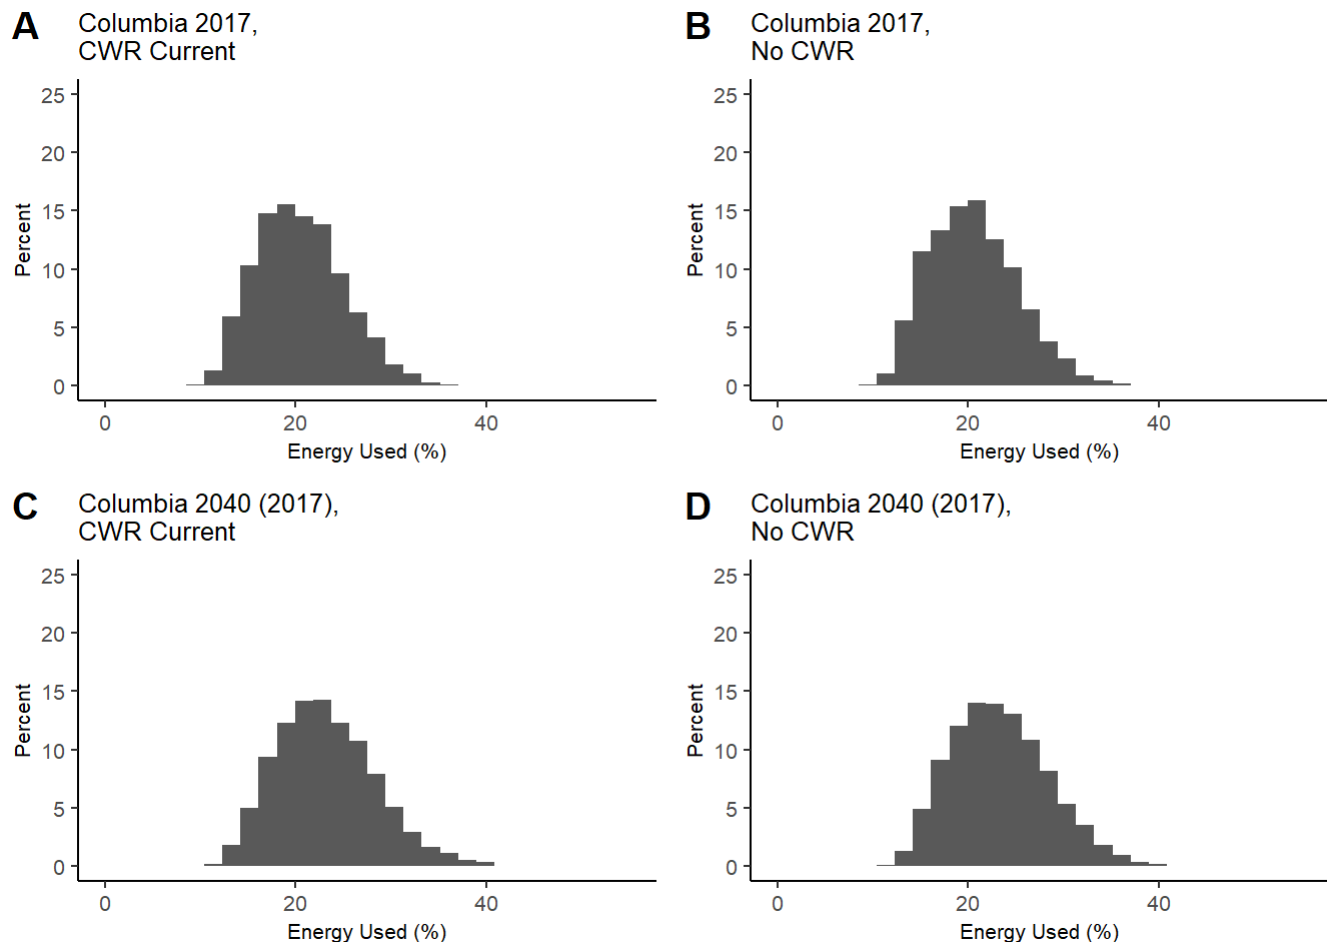 A
Columbia 2017,
CWR Current
25
20
15
10
5
0
Percent
0 20 40
Energy Used (%)
B
Columbia 2017,
No CWR
25
20
15
10
5
0
Percent
0 20 40
Energy Used (%)
C
Columbia 2040 (2017),
CWR Current
25
20
15
10
5
0
Percent
0 20 40
Energy Used (%)
D
Columbia 2040 (2017),
No CWR
25
20
15
10
5
0
Percent
0 20 40
Energy Used (%)